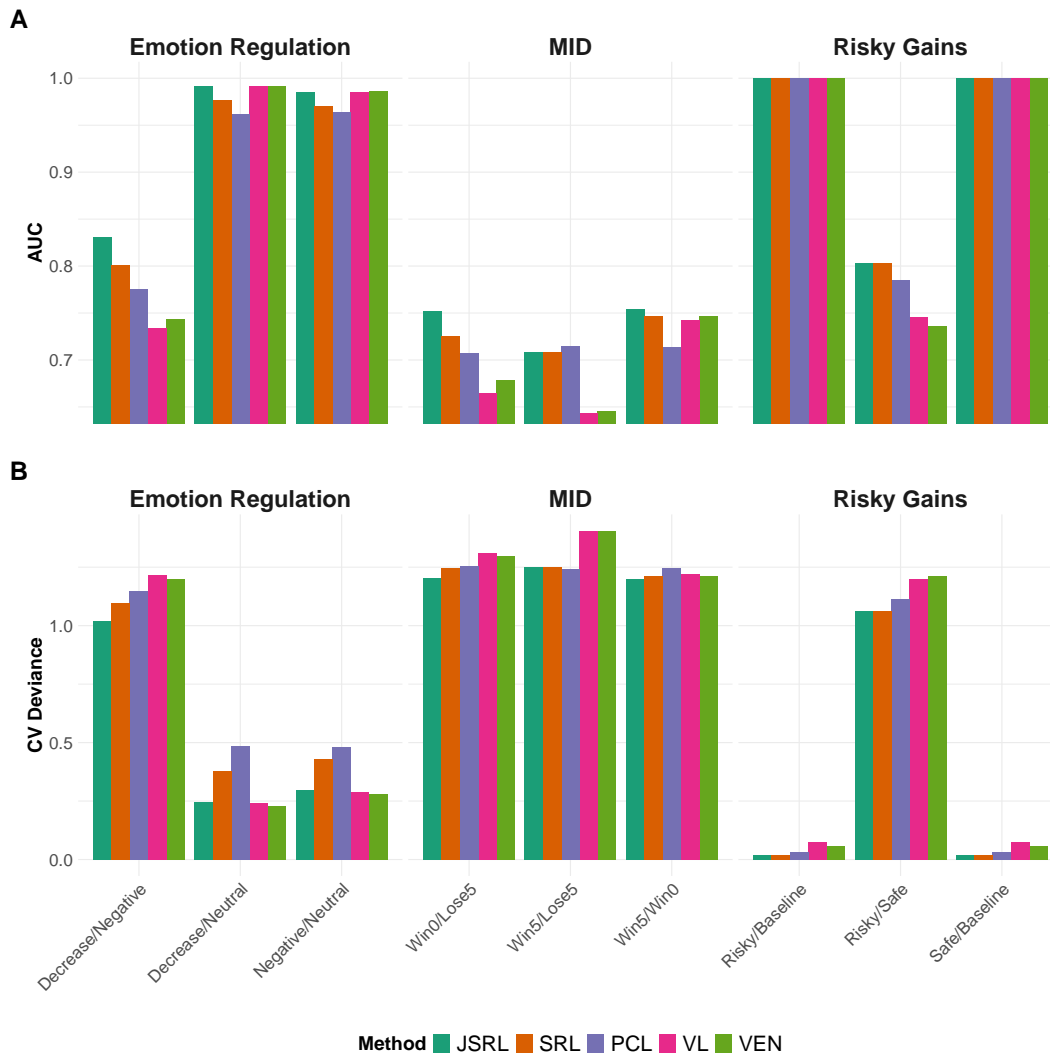 A
Emotion Regulation
MID
Risky Gains
AUC
1.0
0.9
0.8
0.7
B
Emotion Regulation
MID
Risky Gains
CV Deviance
1.0
0.5
0.0
Decrease/Negative
Decrease/Neutral
Negative/Neutral
Win0/Lose5
Win5/Lose5
Win5/Win0
Risky/Baseline
Risky/Safe
Safe/Baseline
Method JSRL SRL PCL VL VEN